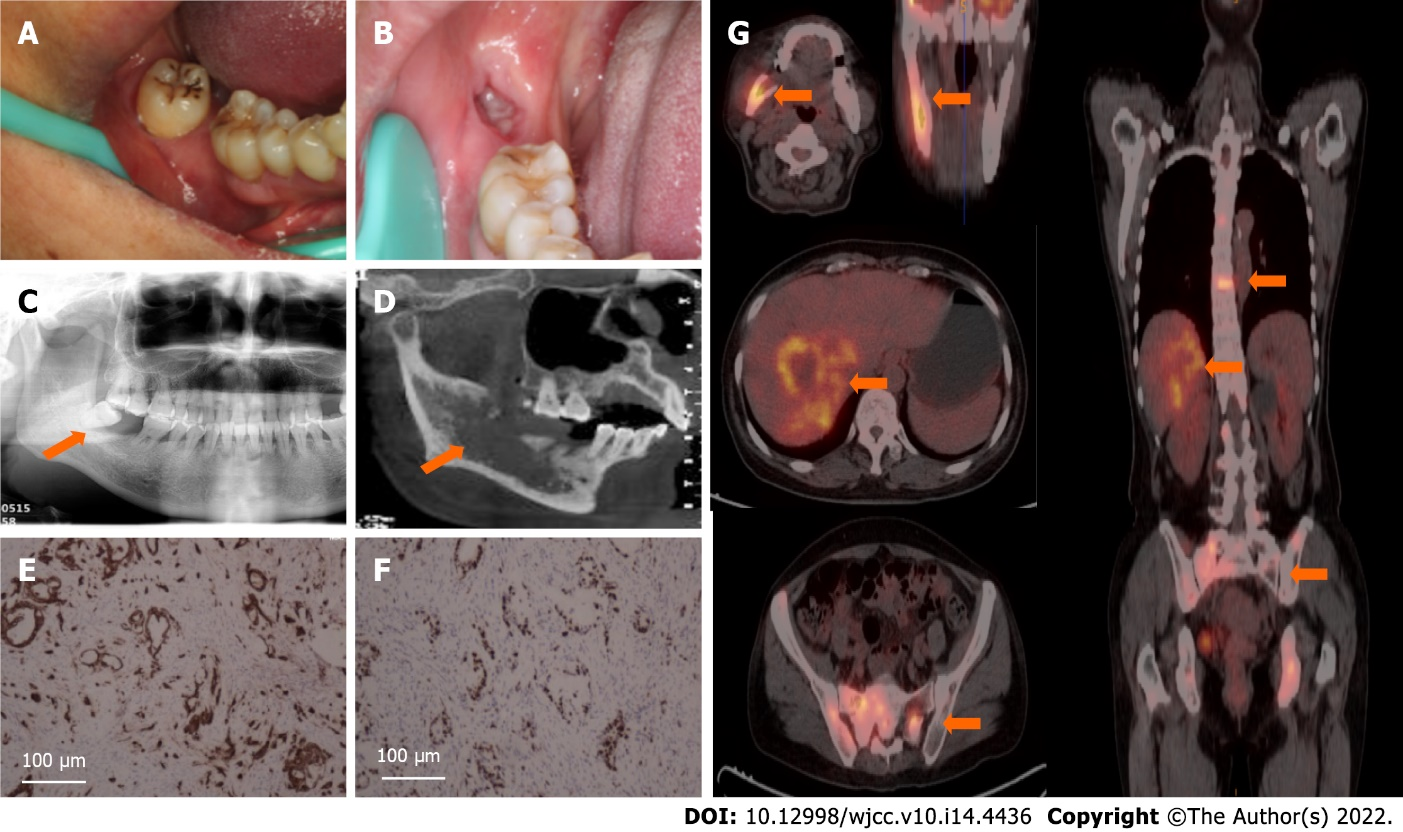 A
B
G
C
D
0515
58
E
F
100 µm
100 µm
DOI: 10.12998/wjcc.v10.i14.4436 Copyright ©The Author(s) 2022.